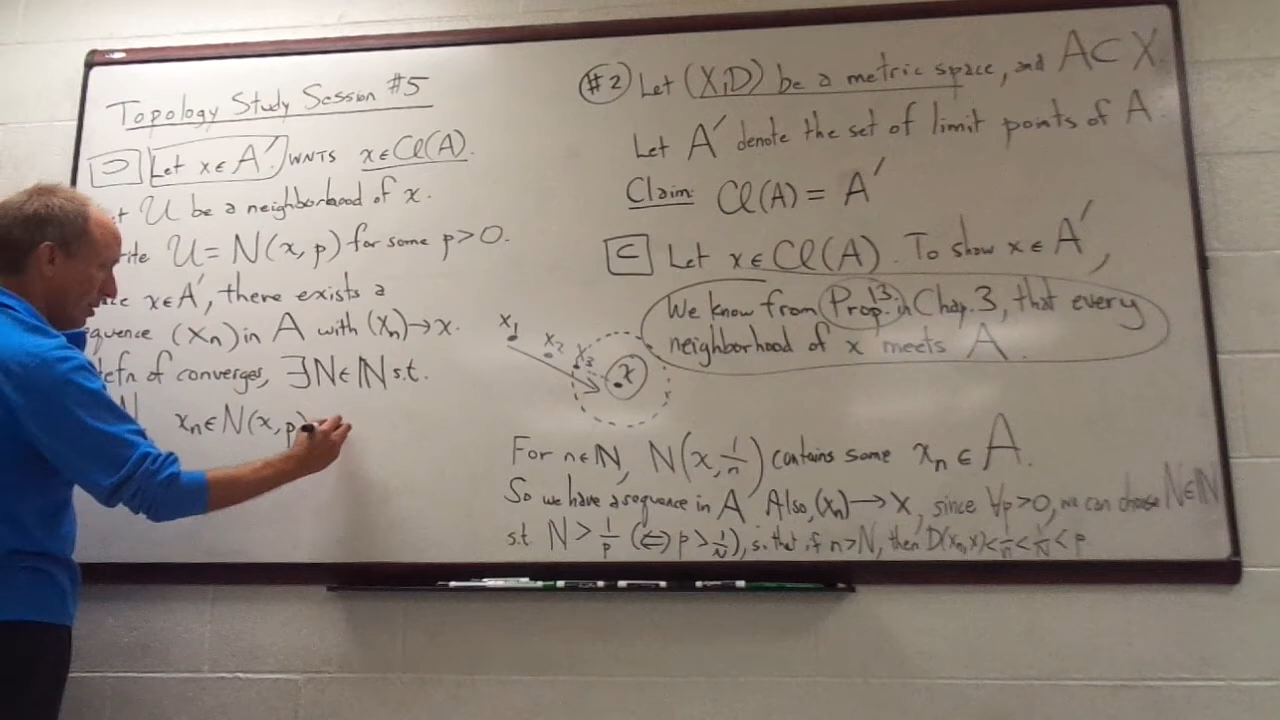 Topology Study Session #5
⊃ Let x ∈ A'. WNTS x ∈ Cl(A).
U be a neighborhood of x.
U = N(x, p) for some p > 0.
x ∈ A', there exists a
(xn) in A with (xn) → x.
defn of converges, ∃ N ∈ ℕ s.t.
N xn ∈ N(x, p)
#2 Let (X,D) be a metric space, and A ⊂ X.
Let A' denote the set of limit points of A.
Claim: Cl(A) = A'
⊂ Let x ∈ Cl(A). To show x ∈ A',
We know from Prop. 13 in Chap. 3, that every
neighborhood of x meets A.
x1
x2
x3
x
For n ∈ ℕ, N(x, 1/n) contains some xn ∈ A.
So we have a sequence in A. Also, (xn) → x, since ∀p>0, we can choose N ∈ ℕ
s.t. N > 1/p (⇔ p > 1/N), so that if n > N, then D(xn, x) < 1/n < 1/N < p